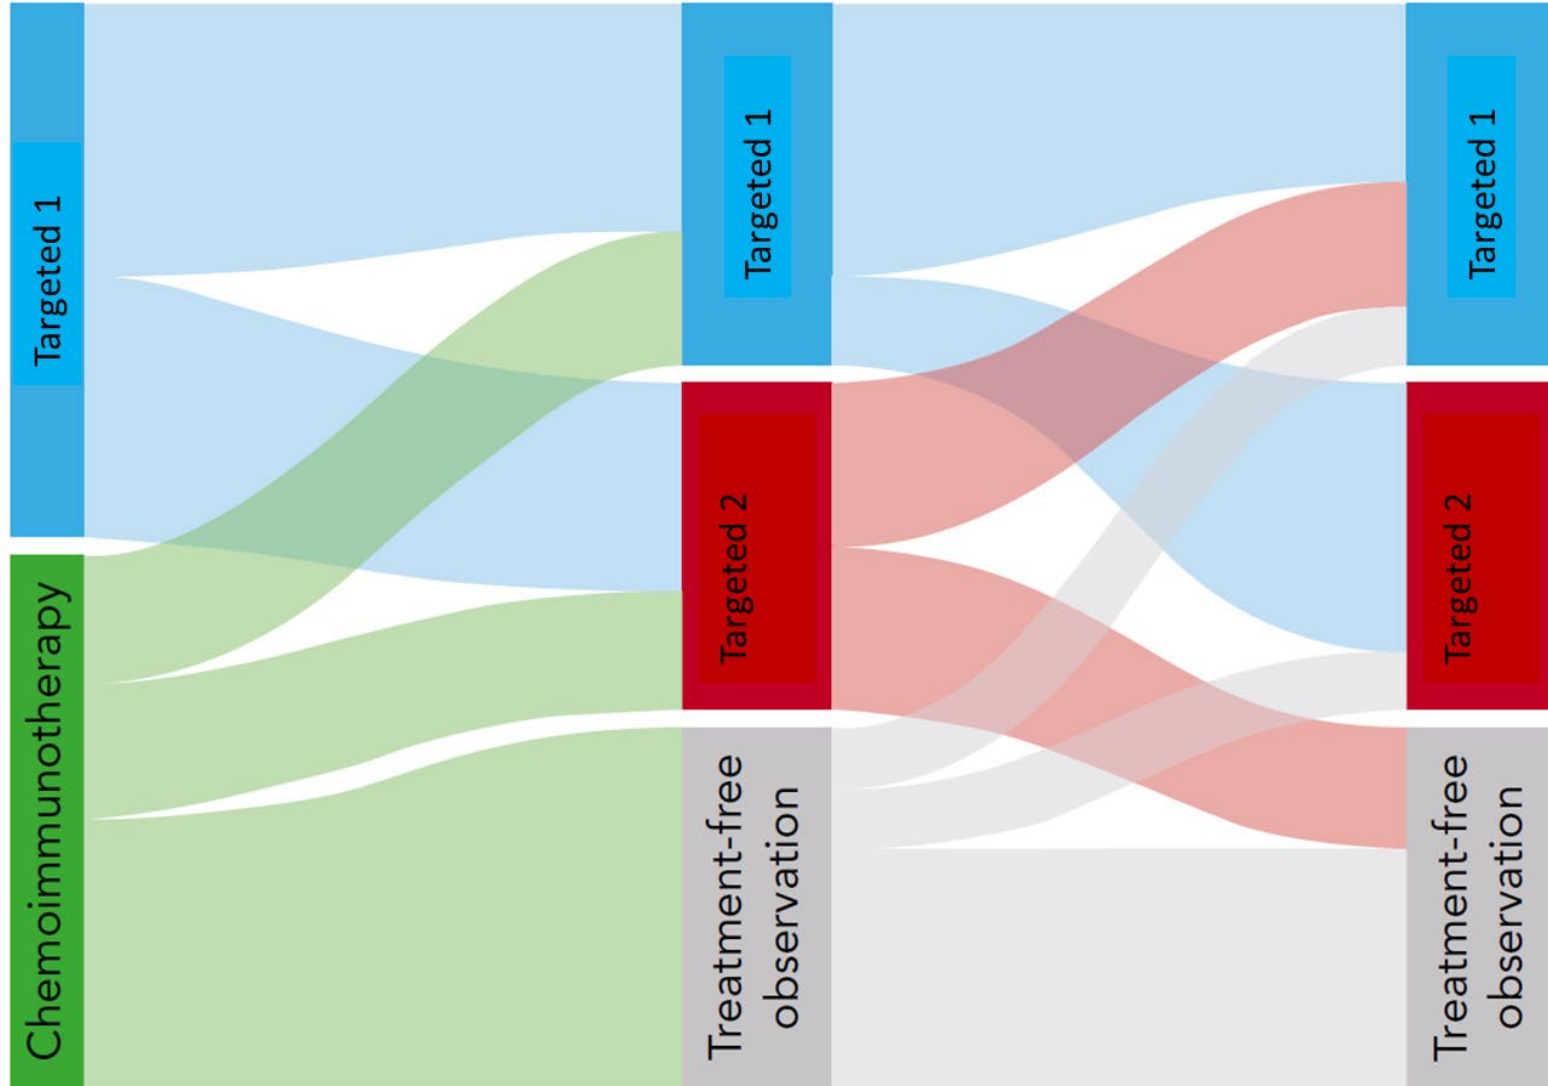 Targeted 1
Chemoimmunotherapy
Targeted 1
Targeted 2
Treatment-free
observation
Targeted 1
Targeted 2
Treatment-free
observation